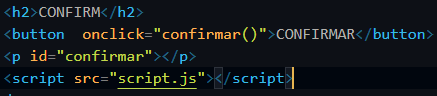 <h2>CONFIRM</h2>
<button  onclick="confirmar()">CONFIRMAR</button>
<p id="confirmar"></p>
<script src="script.js"></script>